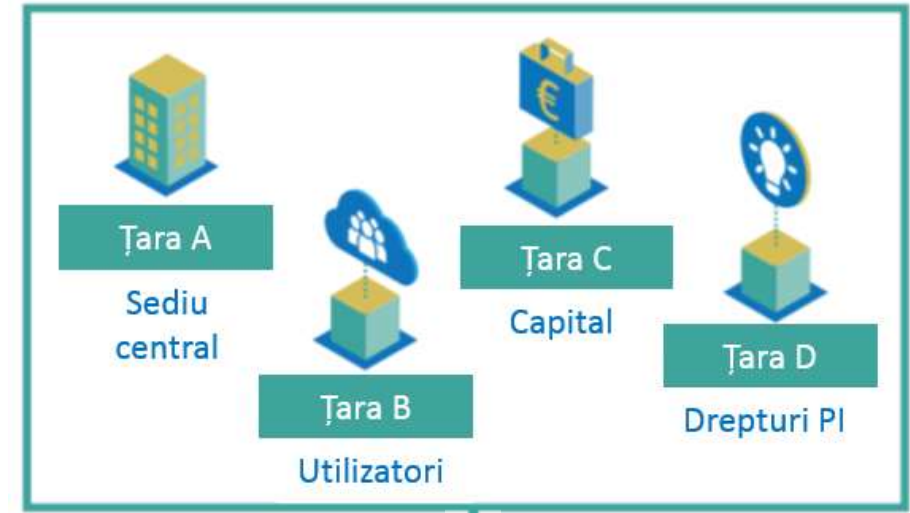 Țara A
Sediu
central
Țara B
Utilizatori
€
Țara C
Capital
Țara D
Drepturi PI